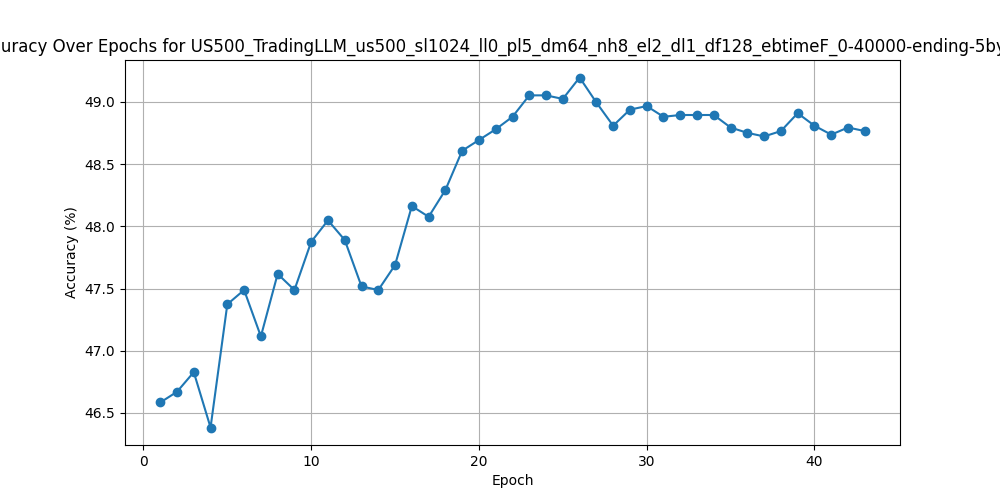 uracy Over Epochs for US500_TradingLLM_us500_sl1024_ll0_pl5_dm64_nh8_el2_dl1_df128_ebtimeF_0-40000-ending-5by
49.0
48.5
48.0
47.5
47.0
46.5
Accuracy (%)
0 10 20 30 40
Epoch